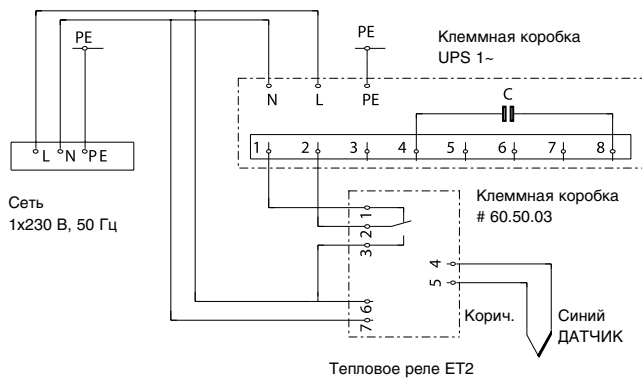 PE
PE
Клеммная коробка
UPS 1~
N L PE
C
1 2 3 4 5 6 7 8
L N PE
Сеть
1x230 В, 50 Гц
Клеммная коробка
# 60.50.03
1
2
3
4
5
6
7
Корич.
Синий
ДАТЧИК
Тепловое реле ET2